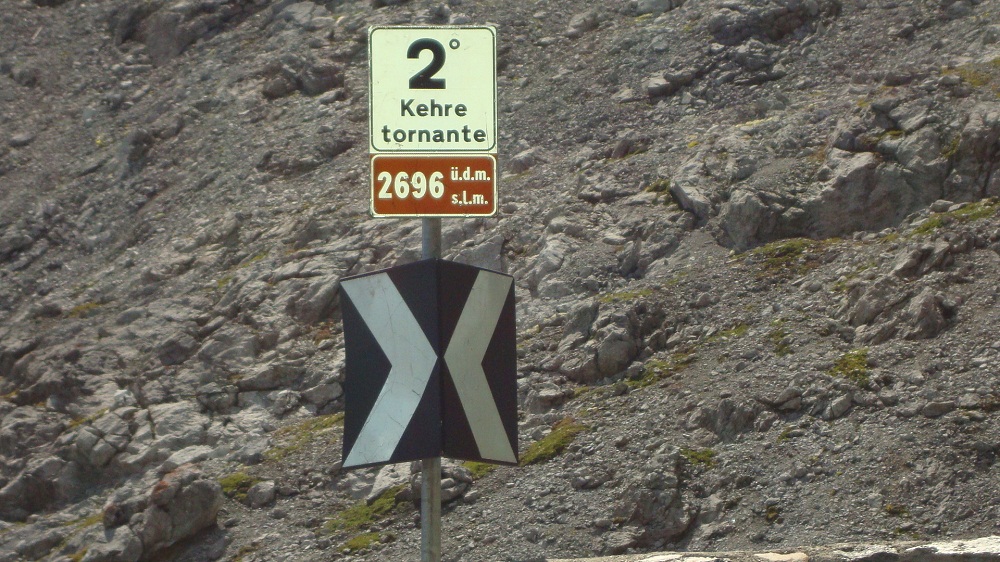 2°
Kehre
tornante
2696 ü.d.m.
s.l.m.